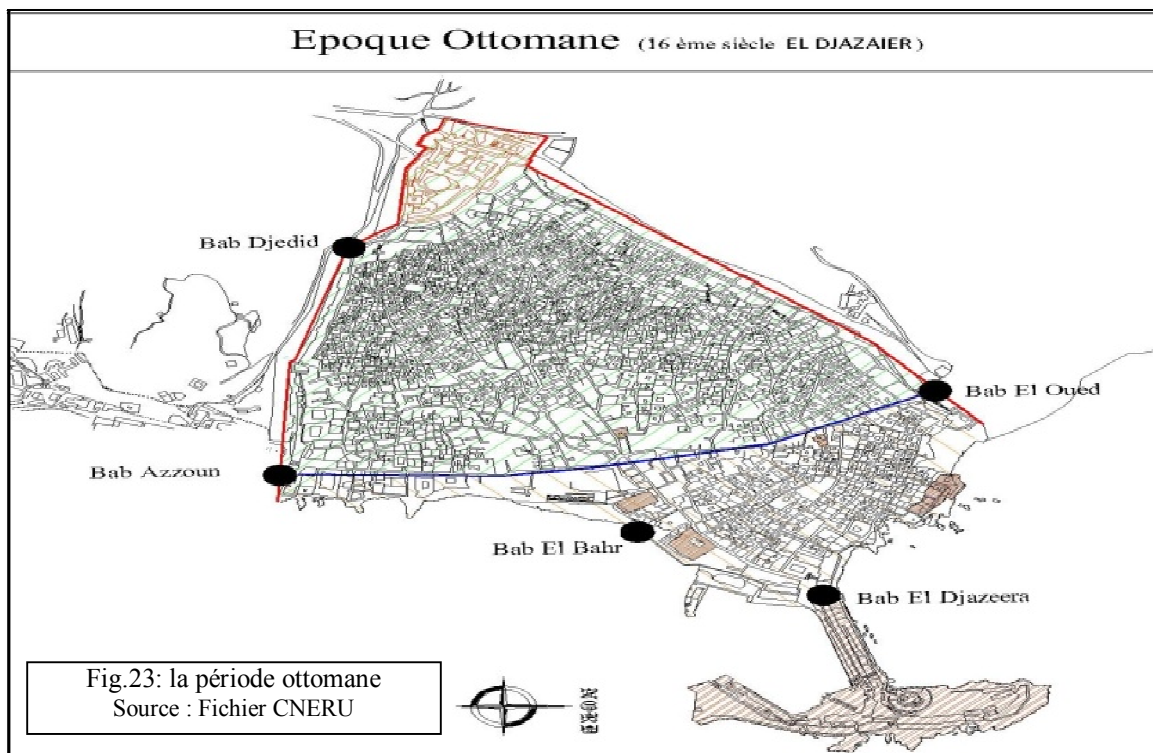 Epoque Ottomane (16 ème siècle EL DJAZAIER)
Bab Djedid
Bab El Oued
Bab Azzoun
Bab El Bahr
Bab El Djazeera
Fig.23: la période ottomane
Source : Fichier CNERU